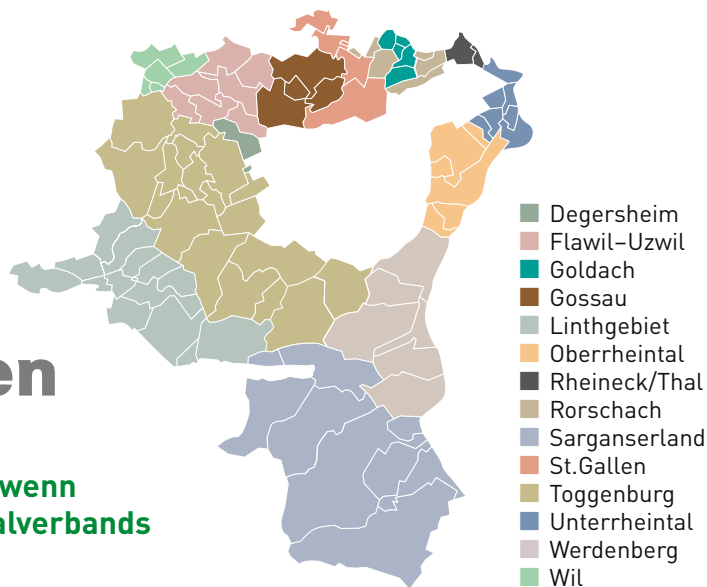 en
wenn
alverbands
Degersheim
Flawil–Uzwil
Goldach
Gossau
Linthgebiet
Oberrheintal
Rheineck/Thal
Rorschach
Sarganserland
St.Gallen
Toggenburg
Unterrheintal
Werdenberg
Wil